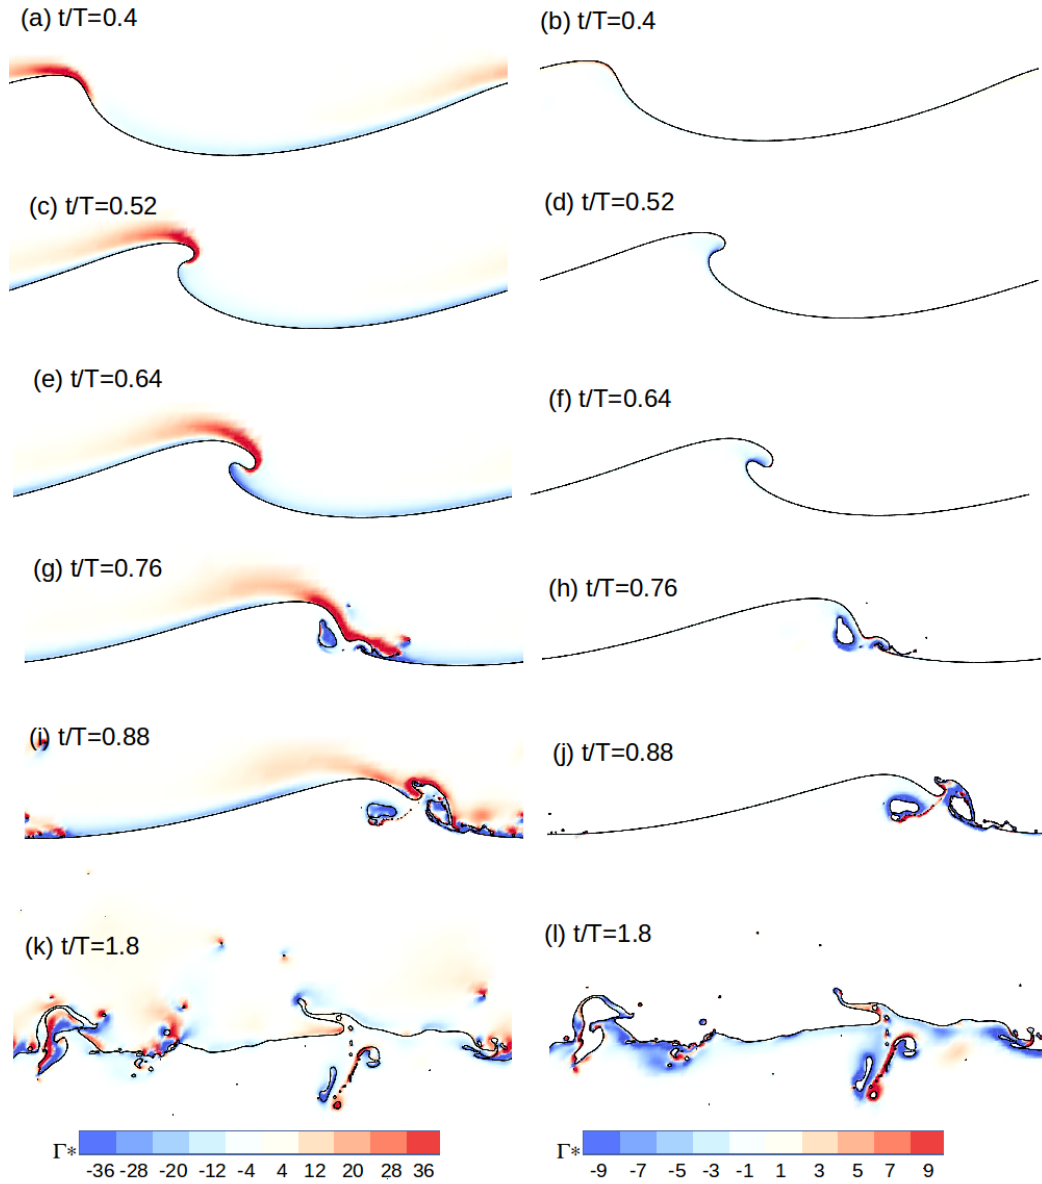 (a) t/T=0.4
(b) t/T=0.4
(c) t/T=0.52
(d) t/T=0.52
(e) t/T=0.64
(f) t/T=0.64
(g) t/T=0.76
(h) t/T=0.76
(i) t/T=0.88
(j) t/T=0.88
(k) t/T=1.8
(l) t/T=1.8
Γ*
-36 -28 -20 -12 -4 4 12 20 28 36
Γ*
-9 -7 -5 -3 -1 1 3 5 7 9